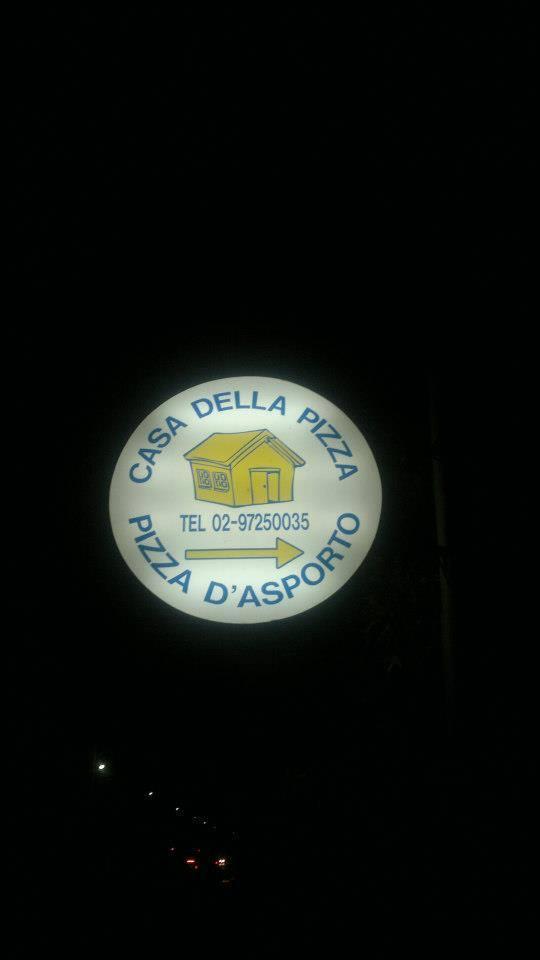 CASA DELLA PIZZA
TEL 02-97250035
PIZZA D'ASPORTO